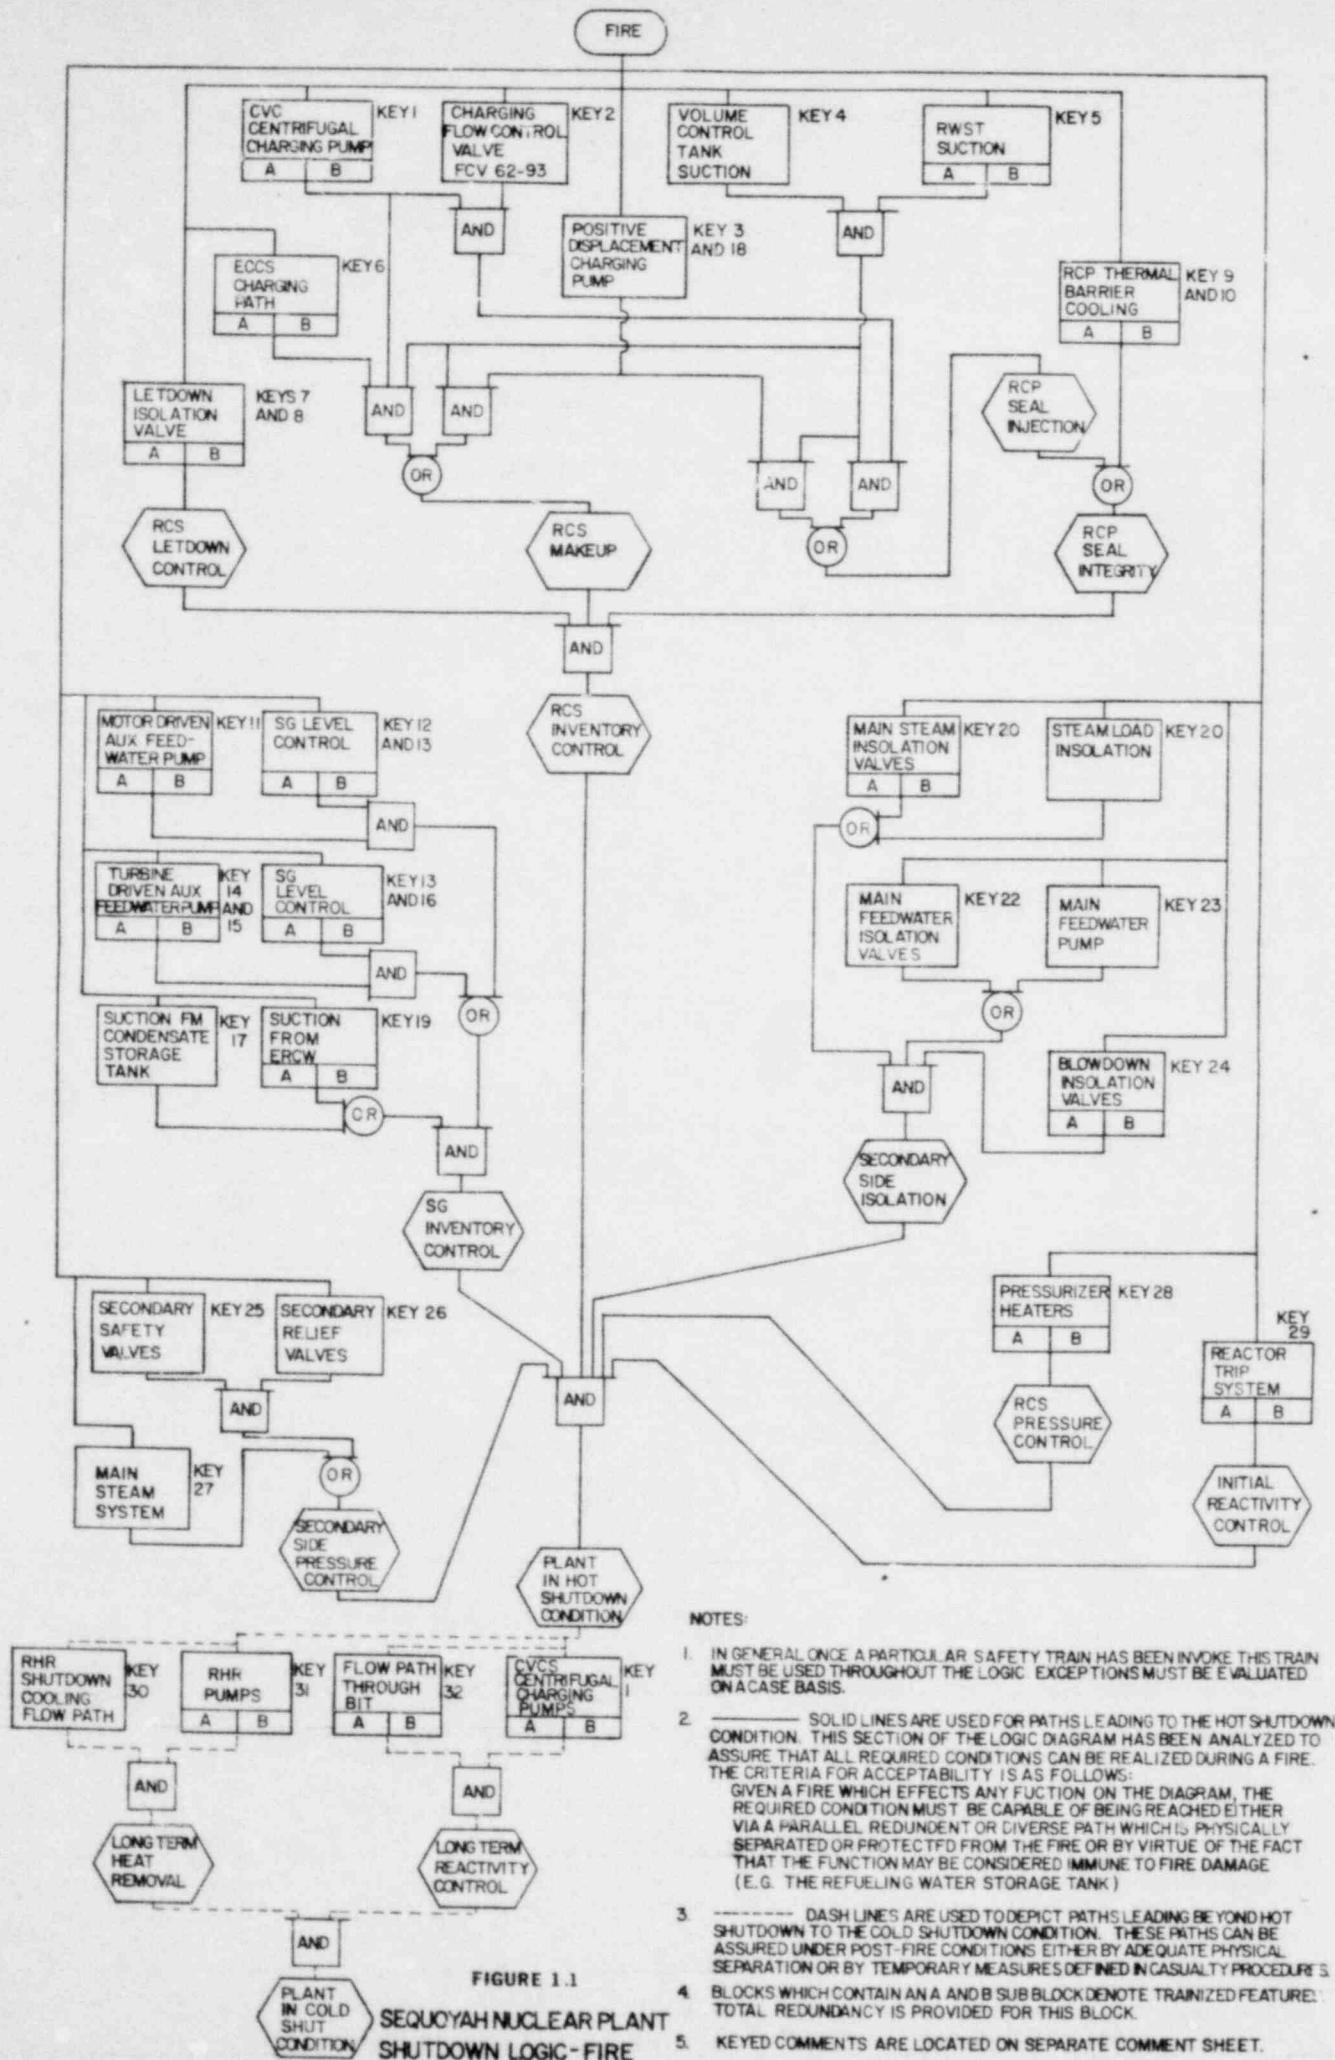 FIRE
CVC
CENTRIFUGAL
CHARGING PUMP
A B
KEY 1
CHARGING
FLOW CONTROL
VALVE
FCV 62-93
KEY 2
VOLUME
CONTROL
TANK
SUCTION
KEY 4
RWST
SUCTION
A B
KEY 5
AND
AND
POSITIVE
DISPLACEMENT
CHARGING
PUMP
KEY 3
AND 18
ECCS
CHARGING
PATH
A B
KEY 6
RCP THERMAL
BARRIER
COOLING
A B
KEY 9
AND 10
LETDOWN
ISOLATION
VALVE
A B
KEYS 7
AND 8
AND
AND
OR
RCP
SEAL
INJECTION
AND
AND
OR
OR
RCS
LETDOWN
CONTROL
RCS
MAKEUP
RCP
SEAL
INTEGRITY
AND
RCS
INVENTORY
CONTROL
MOTOR DRIVEN
AUX FEED-
WATER PUMP
A B
KEY 11
SG LEVEL
CONTROL
A B
KEY 12
AND 13
AND
TURBINE
DRIVEN AUX
FEEDWATER PUMP
A B
KEY
14
AND
15
SG
LEVEL
CONTROL
A B
KEY 13
AND 16
AND
OR
SUCTION FM
CONDENSATE
STORAGE
TANK
KEY
17
SUCTION
FROM
ERCW
A B
KEY 19
OR
AND
SG
INVENTORY
CONTROL
MAIN STEAM
INSOLATION
VALVES
A B
KEY 20
STEAM LOAD
INSOLATION
KEY 20
OR
MAIN
FEEDWATER
ISOLATION
VALVES
KEY 22
MAIN
FEEDWATER
PUMP
KEY 23
OR
BLOWDOWN
INSOLATION
VALVES
A B
KEY 24
AND
SECONDARY
SIDE
ISOLATION
SECONDARY
SAFETY
VALVES
KEY 25
SECONDARY
RELIEF
VALVES
KEY 26
AND
MAIN
STEAM
SYSTEM
KEY
27
OR
SECONDARY
SIDE
PRESSURE
CONTROL
AND
PRESSURIZER
HEATERS
A B
KEY 28
RCS
PRESSURE
CONTROL
KEY
29
REACTOR
TRIP
SYSTEM
A B
INITIAL
REACTIVITY
CONTROL
PLANT
IN HOT
SHUTDOWN
CONDITION
RHR
SHUTDOWN
COOLING
FLOW PATH
KEY
30
RHR
PUMPS
A B
KEY
31
FLOW PATH
THROUGH
BIT
A B
KEY
32
CVCS
CENTRIFUGAL
CHARGING
PUMPS
A B
KEY
1
AND
AND
LONG TERM
HEAT
REMOVAL
LONG TERM
REACTIVITY
CONTROL
AND
PLANT
IN COLD
SHUT
CONDITION
FIGURE 1.1
SEQUOYAH NUCLEAR PLANT
SHUTDOWN LOGIC-FIRE
NOTES:
1. IN GENERAL ONCE A PARTICULAR SAFETY TRAIN HAS BEEN INVOKE THIS TRAIN
MUST BE USED THROUGHOUT THE LOGIC EXCEPTIONS MUST BE EVALUATED
ON A CASE BASIS.
2. SOLID LINES ARE USED FOR PATHS LEADING TO THE HOT SHUTDOWN
CONDITION. THIS SECTION OF THE LOGIC DIAGRAM HAS BEEN ANALYZED TO
ASSURE THAT ALL REQUIRED CONDITIONS CAN BE REALIZED DURING A FIRE.
THE CRITERIA FOR ACCEPTABILITY IS AS FOLLOWS:
GIVEN A FIRE WHICH EFFECTS ANY FUCTION ON THE DIAGRAM, THE
REQUIRED CONDITION MUST BE CAPABLE OF BEING REACHED EITHER
VIA A PARALLEL REDUNDENT OR DIVERSE PATH WHICH IS PHYSICALLY
SEPARATED OR PROTECTED FROM THE FIRE OR BY VIRTUE OF THE FACT
THAT THE FUNCTION MAY BE CONSIDERED IMMUNE TO FIRE DAMAGE
(E.G. THE REFUELING WATER STORAGE TANK)
3. DASH LINES ARE USED TO DEPICT PATHS LEADING BEYOND HOT
SHUTDOWN TO THE COLD SHUTDOWN CONDITION. THESE PATHS CAN BE
ASSURED UNDER POST-FIRE CONDITIONS EITHER BY ADEQUATE PHYSICAL
SEPARATION OR BY TEMPORARY MEASURES DEFINED IN CASUALTY PROCEDURES
4. BLOCKS WHICH CONTAIN AN A AND B SUB BLOCK DENOTE TRAINIZED FEATURE.
TOTAL REDUNDANCY IS PROVIDED FOR THIS BLOCK.
5. KEYED COMMENTS ARE LOCATED ON SEPARATE COMMENT SHEET.